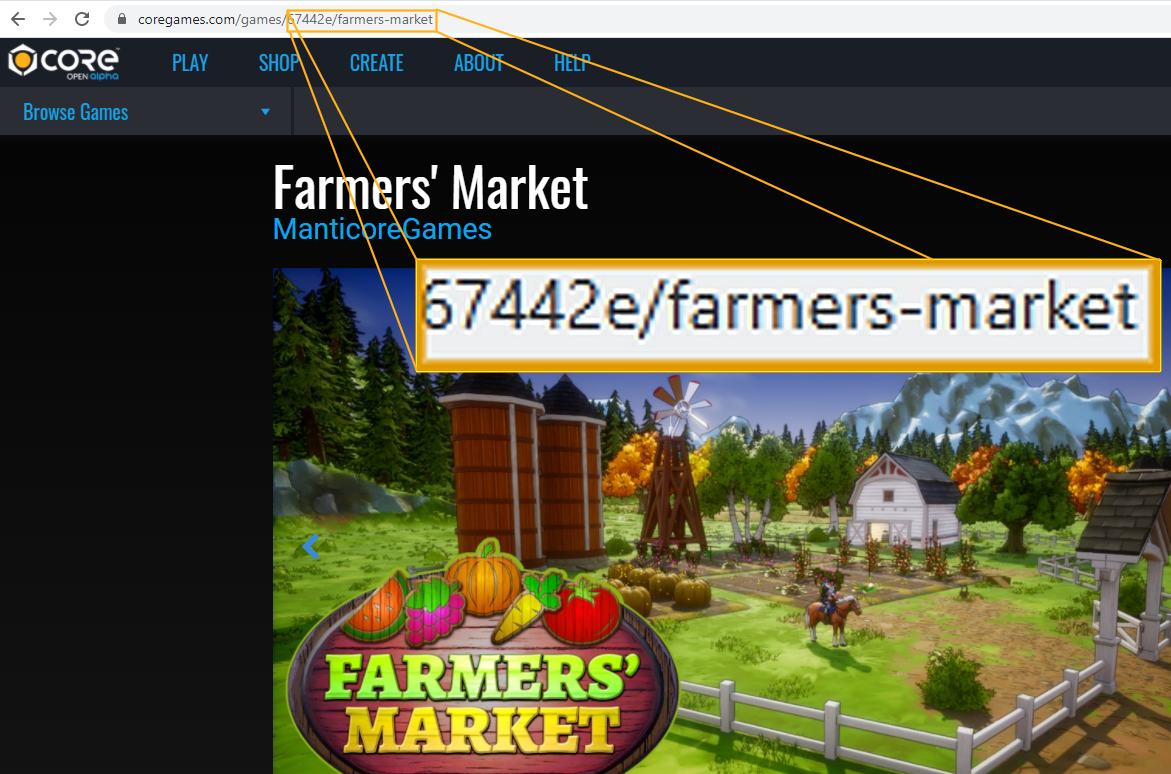 coregames.com/games/67442e/farmers-market
CORE
OPEN alpha
PLAY SHOP CREATE ABOUT HELP
Browse Games
Farmers' Market
ManticoreGames
67442e/farmers-market
FARMERS'
MARKET